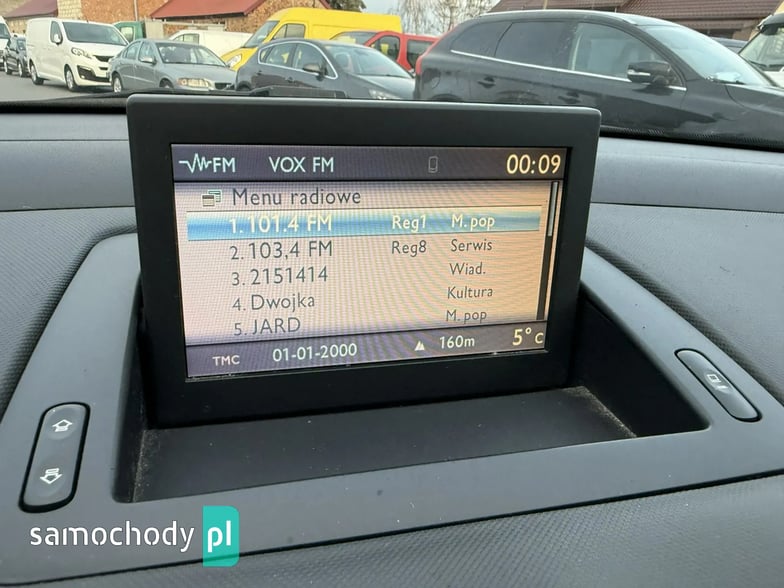 FM VOX FM 00:09
Menu radiowe
1. 101.4 FM Reg1 M. pop
2. 103,4 FM Reg8 Serwis
3. 2151414 Wiad.
4. Dwojka Kultura
5. JARD M. pop
TMC 01-01-2000 160m 5°C
samochody pl